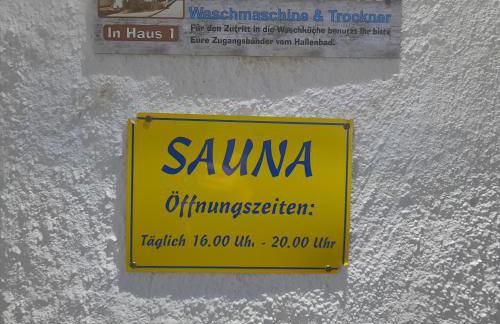 Waschmaschine & Trockner
In Haus 1
Für den Zutritt in die Waschküche benutzt Ihr bitte
Eure Zugangsbänder vom Hallenbad.
SAUNA
Öffnungszeiten:
Täglich 16.00 Uh. - 20.00 Uhr